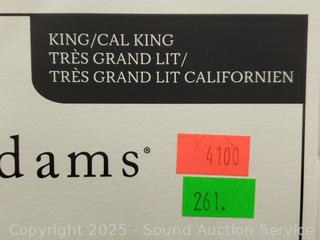 KING/CAL KING
TRÈS GRAND LIT/
TRÈS GRAND LIT CALIFORNIEN
dams®
4100
261.
Copyright 2025 - Sound Auction Service